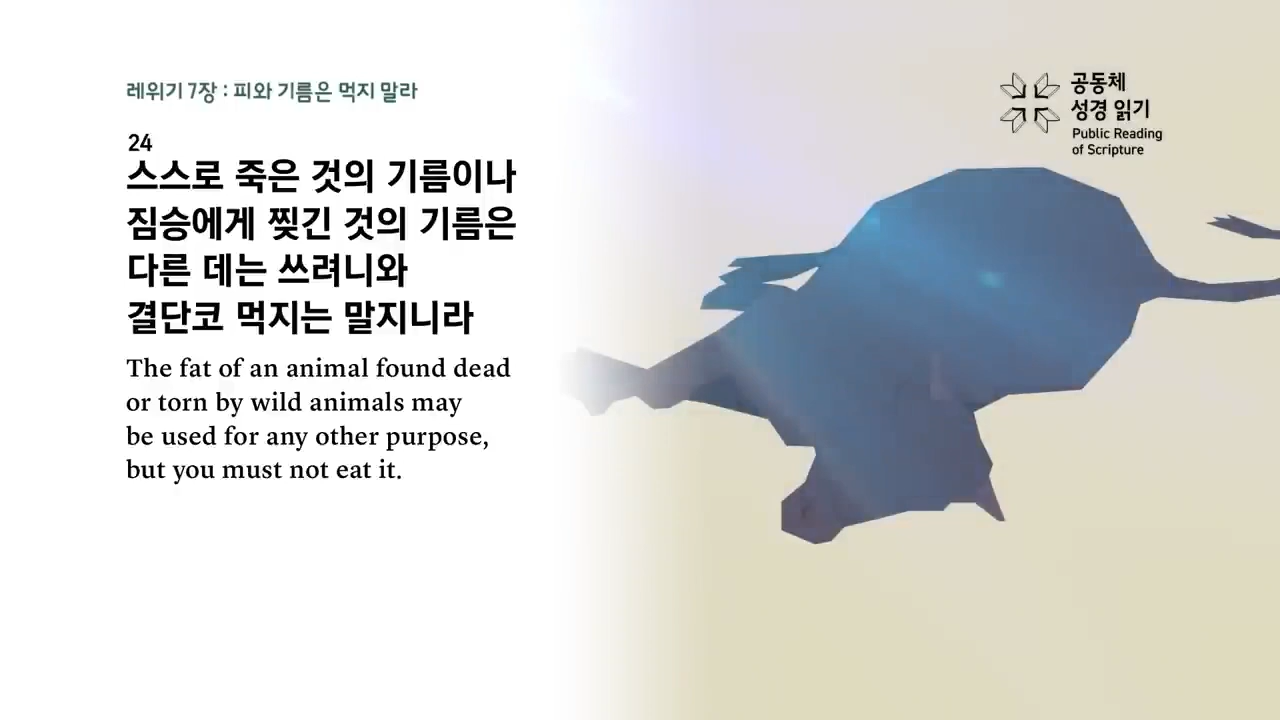 레위기 7장 : 피와 기름은 먹지 말라
24
스스로 죽은 것의 기름이나
짐승에게 찢긴 것의 기름은
다른 데는 쓰려니와
결단코 먹지는 말지니라
The fat of an animal found dead
or torn by wild animals may
be used for any other purpose,
but you must not eat it.
공동체
성경 읽기
Public Reading
of Scripture